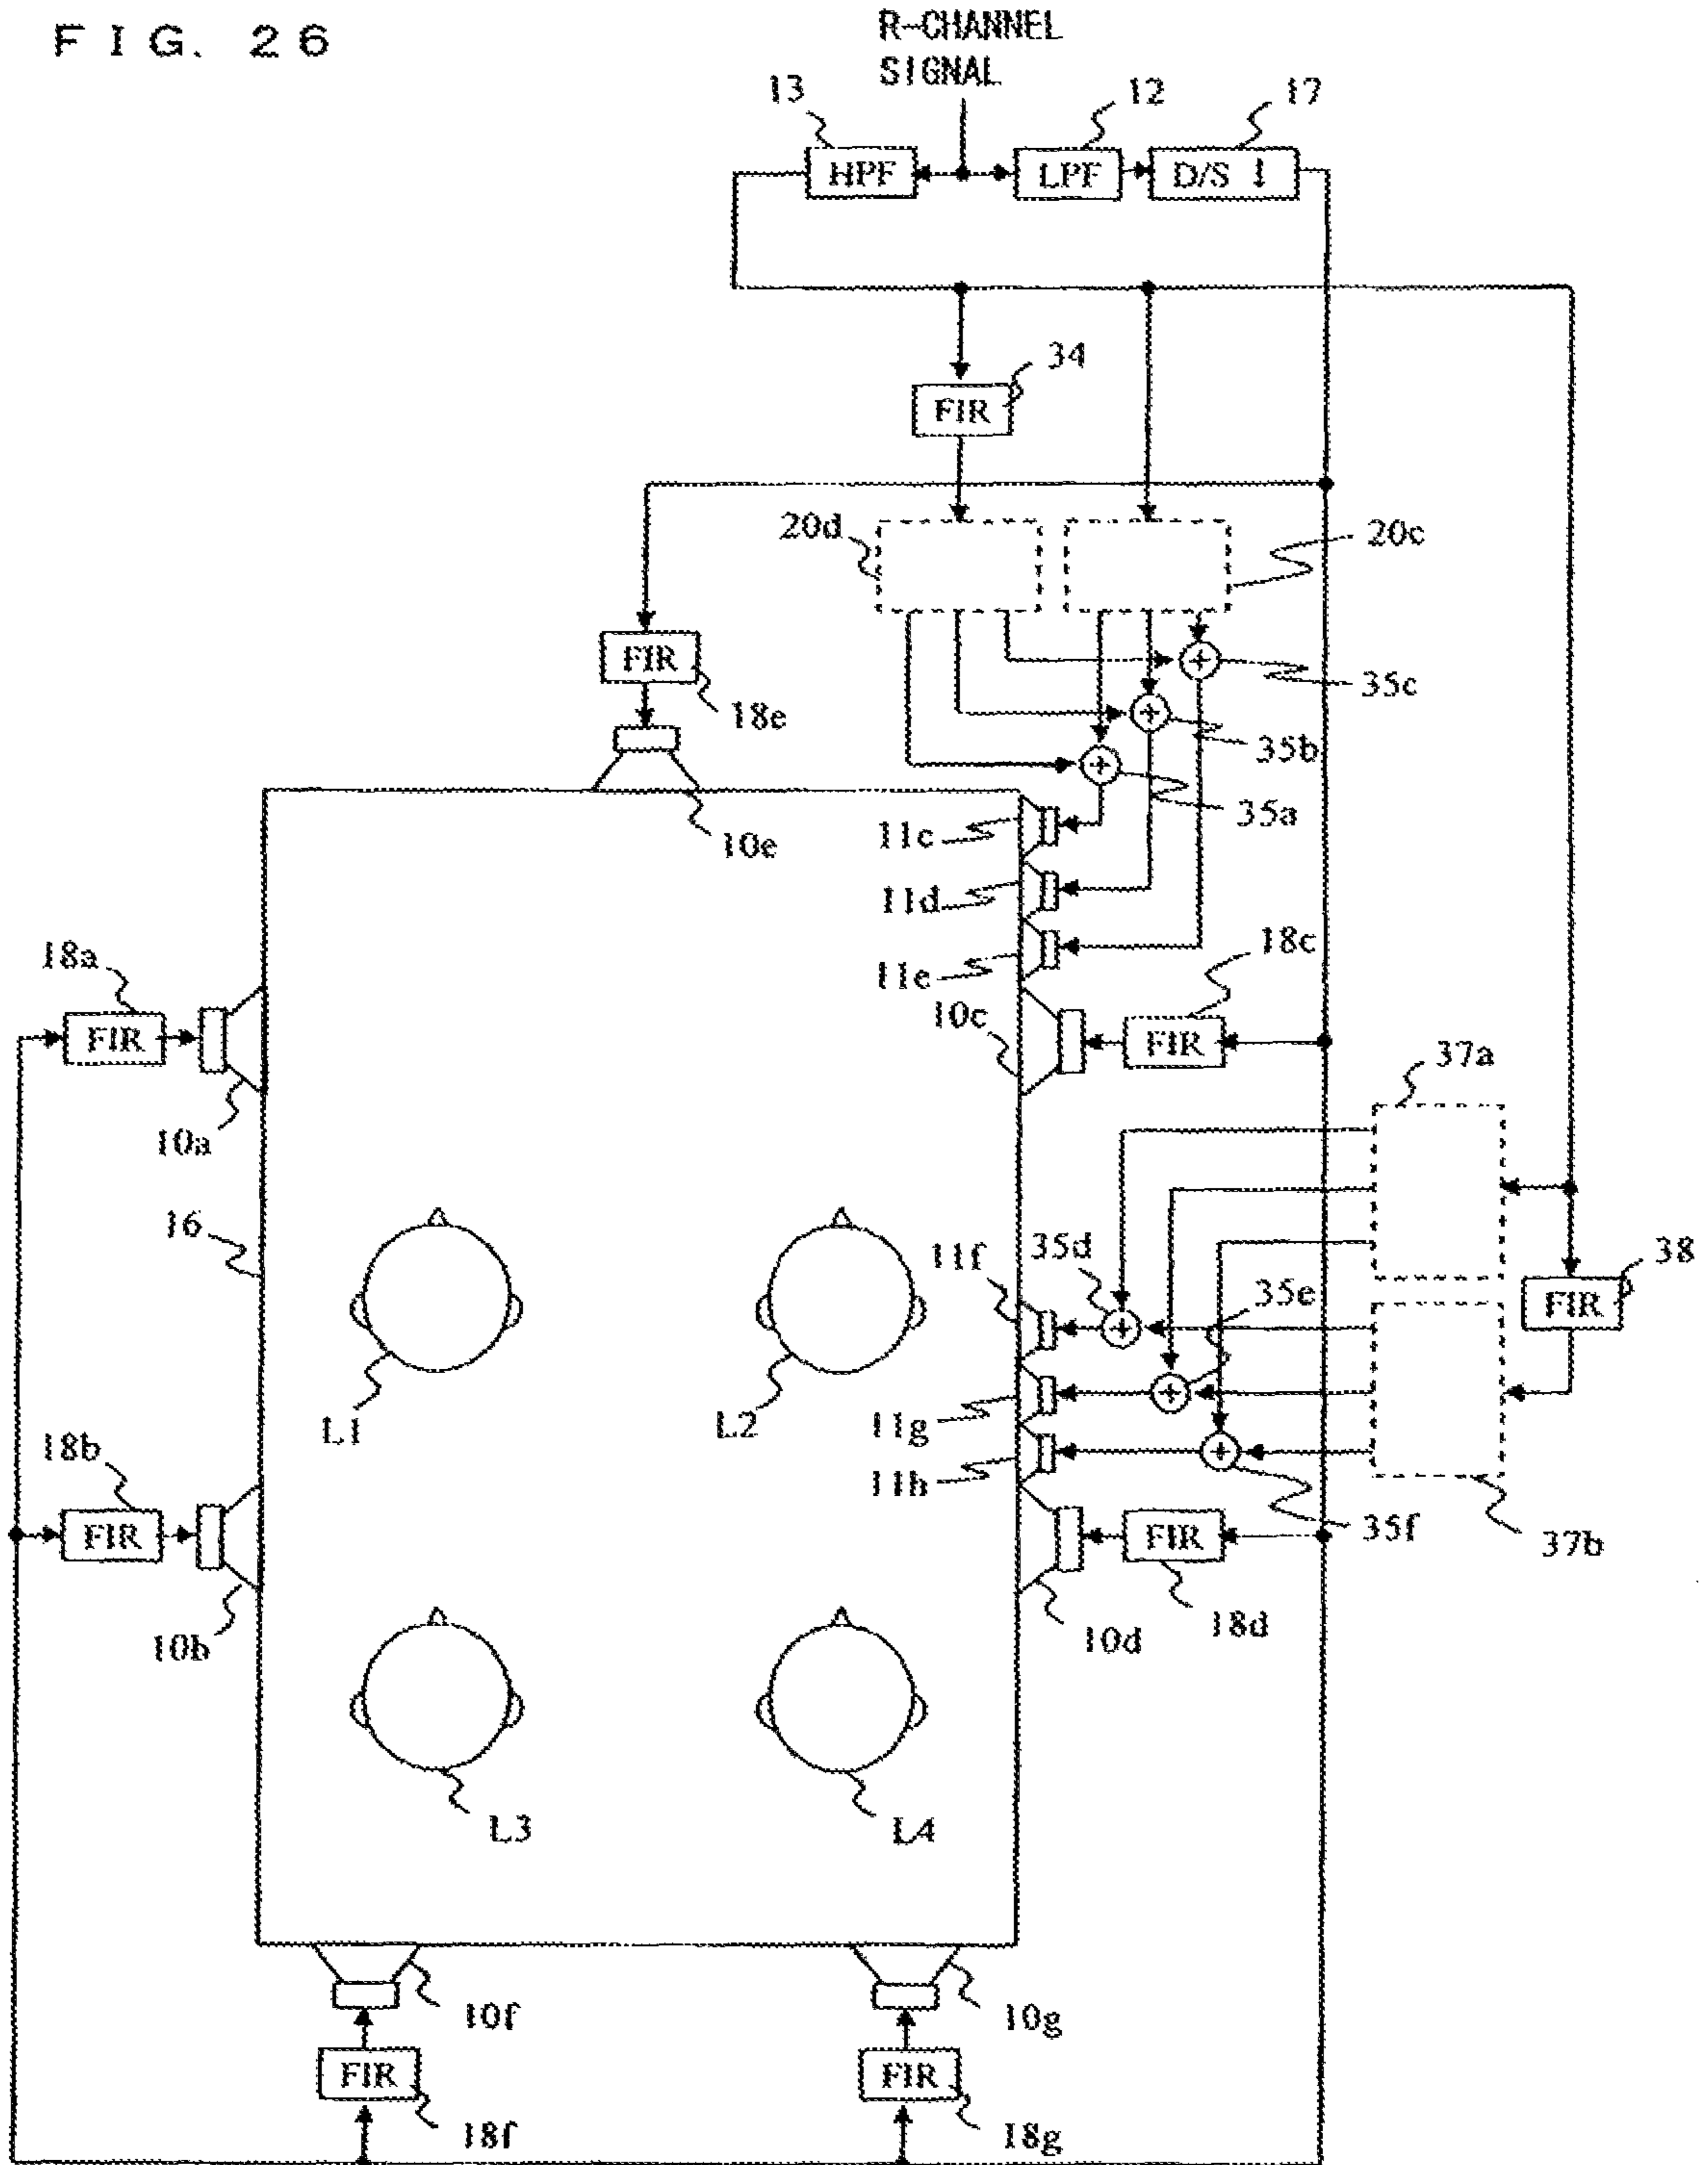 FIG. 26
R-CHANNEL
SIGNAL
13
12
17
HPF
LPF
D/S ↓
34
FIR
20d
20c
FIR
35c
18e
35b
35a
11c
10e
11d
18c
18a
11e
10c
FIR
FIR
37a
10a
16
11f
35d
35e
38
FIR
L1
L2
11g
18b
11h
35f
FIR
FIR
37b
10b
10d
18d
L3
L4
10f
10g
FIR
FIR
18f
18g